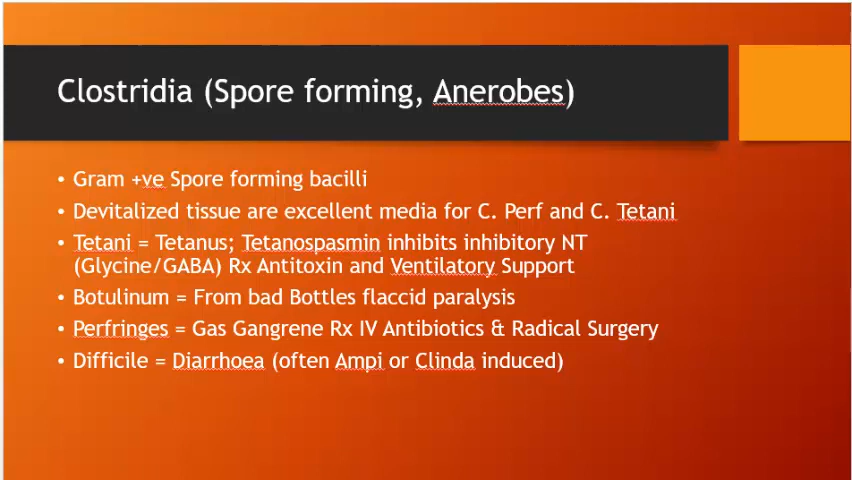 Clostridia (Spore forming, Anerobes)
• Gram +ve Spore forming bacilli
• Devitalized tissue are excellent media for C. Perf and C. Tetani
• Tetani = Tetanus; Tetanospasmin inhibits inhibitory NT
(Glycine/GABA) Rx Antitoxin and Ventilatory Support
• Botulinum = From bad Bottles flaccid paralysis
• Perfringes = Gas Gangrene Rx IV Antibiotics & Radical Surgery
• Difficile = Diarrhoea (often Ampi or Clinda induced)